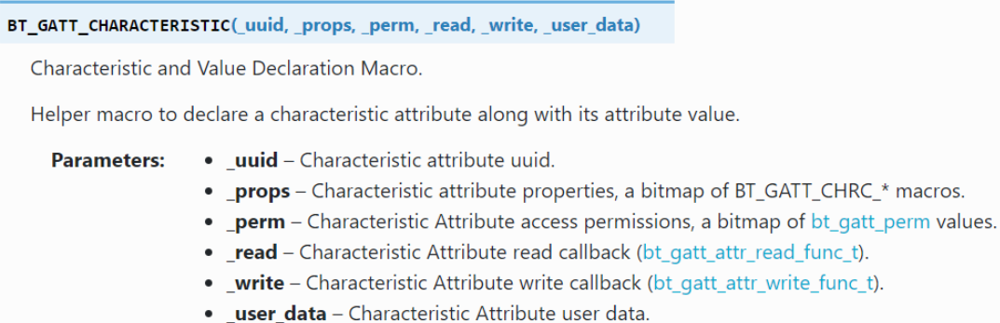 BT_GATT_CHARACTERISTIC(_uuid, _props, _perm, _read, _write, _user_data)
Characteristic and Value Declaration Macro.
Helper macro to declare a characteristic attribute along with its attribute value.
Parameters:
• _uuid – Characteristic attribute uuid.
• _props – Characteristic attribute properties, a bitmap of BT_GATT_CHRC_* macros.
• _perm – Characteristic Attribute access permissions, a bitmap of bt_gatt_perm values.
• _read – Characteristic Attribute read callback (bt_gatt_attr_read_func_t).
• _write – Characteristic Attribute write callback (bt_gatt_attr_write_func_t).
• _user_data – Characteristic Attribute user data.